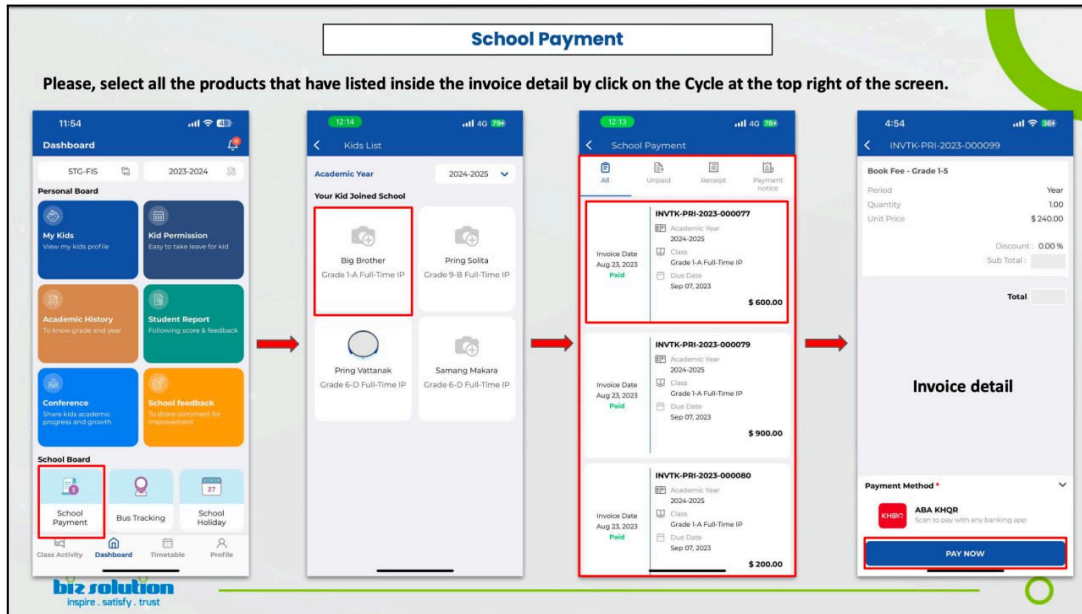 School Payment
Please, select all the products that have listed inside the invoice detail by click on the Cycle at the top right of the screen.
11:54
Dashboard
STG-FIS
2023-2024
Personal Board
My Kids
View my kids profile
Kid Permission
Easy to take leave for kid
Academic History
To know grade and year
Student Report
Following score & feedback
Conference
Share kids academic
progress and growth
School feedback
To share comment for
improvement
School Board
School
Payment
Bus Tracking
27
School
Holiday
Class Activity
Dashboard
Timetable
Profile
12:14
4G
Kids List
Academic Year
2024-2025
Your Kid Joined School
Big Brother
Grade 1-A Full-Time IP
Pring Solita
Grade 9-B Full-Time IP
Pring Vattanak
Grade 6-D Full-Time IP
Samang Makara
Grade 6-D Full-Time IP
12:13
4G
School Payment
All
Unpaid
Receipt
Payment
notice
Invoice Date
Aug 23, 2023
Paid
INVTK-PRI-2023-000077
Academic Year
2024-2025
Class
Grade 1-A Full-Time IP
Due Date
Sep 07, 2023
$ 600.00
Invoice Date
Aug 23, 2023
Paid
INVTK-PRI-2023-000079
Academic Year
2024-2025
Class
Grade 1-A Full-Time IP
Due Date
Sep 07, 2023
$ 900.00
Invoice Date
Aug 23, 2023
Paid
INVTK-PRI-2023-000080
Academic Year
2024-2025
Class
Grade 1-A Full-Time IP
Due Date
Sep 07, 2023
$ 200.00
4:54
INVTK-PRI-2023-000099
Book Fee - Grade 1-5
Period Year
Quantity 1.00
Unit Price $ 240.00
Discount : 0.00 %
Sub Total :
Total
Invoice detail
Payment Method *
KHQR
ABA KHQR
Scan to pay with any banking app
PAY NOW
biz solution
inspire . satisfy . trust